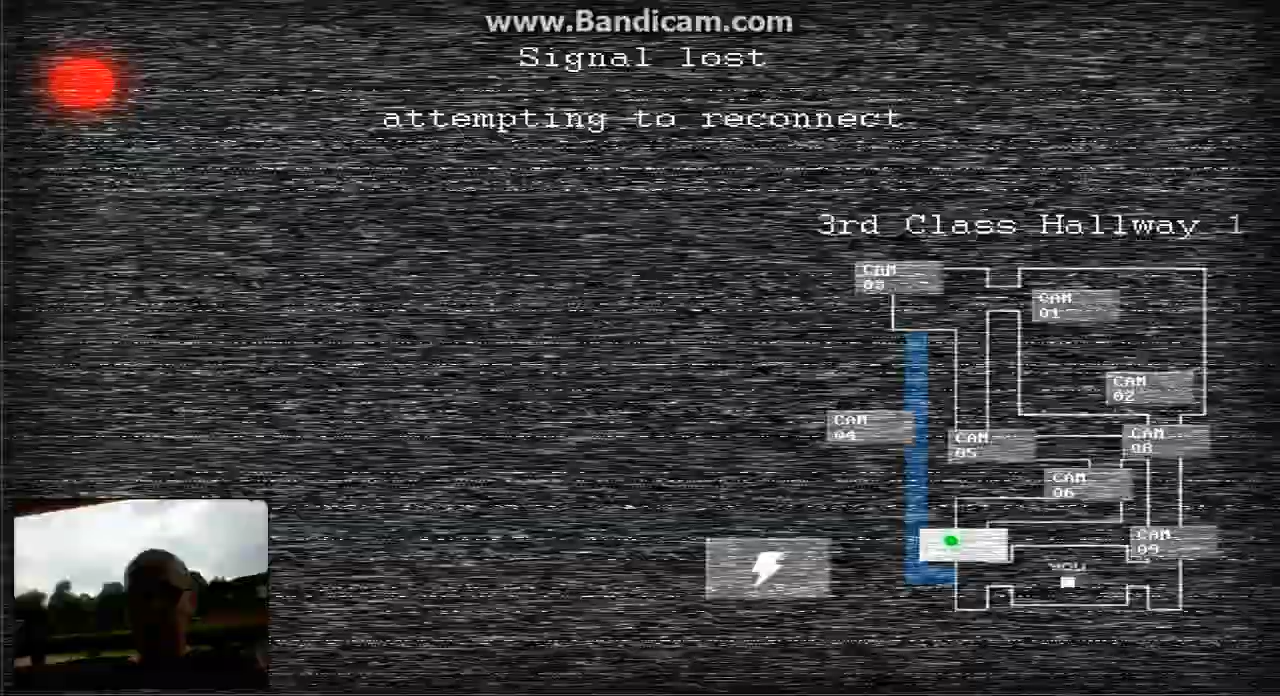 www.Bandicam.com
Signal lost
attempting to reconnect
3rd Class Hallway 1
CAM
03
CAM
01
CAM
02
CAM
04
CAM
05
CAM
08
CAM
06
CAM
09
YOU